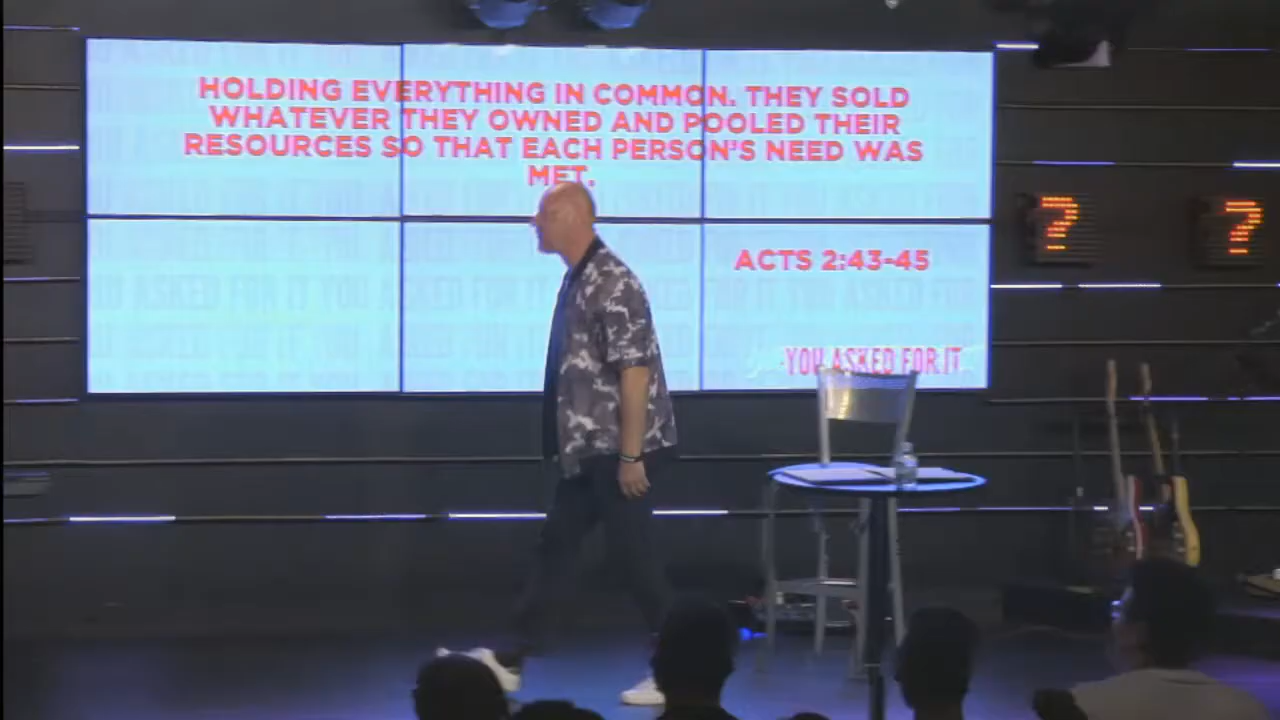 HOLDING EVERYTHING IN COMMON. THEY SOLD
WHATEVER THEY OWNED AND POOLED THEIR
RESOURCES SO THAT EACH PERSON'S NEED WAS
MET.
ACTS 2:43-45
YOU ASKED FOR IT
? ?